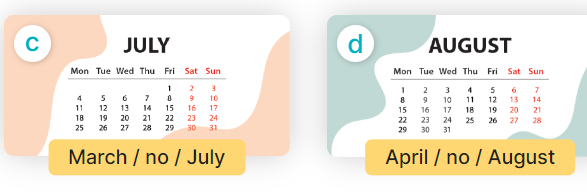 c
JULY
Mon Tue Wed Thu Fri Sat Sun
1 2 3
4 5 6 7 8 9 10
11 12 13 14 15 16 17
18 19 20 21 22 23 24
25 26 27 28 29 30 31
March / no / July
d
AUGUST
Mon Tue Wed Thu Fri Sat Sun
1 2 3 4 5 6 7
8 9 10 11 12 13 14
15 16 17 18 19 20 21
22 23 24 25 26 27 28
29 30 31
April / no / August